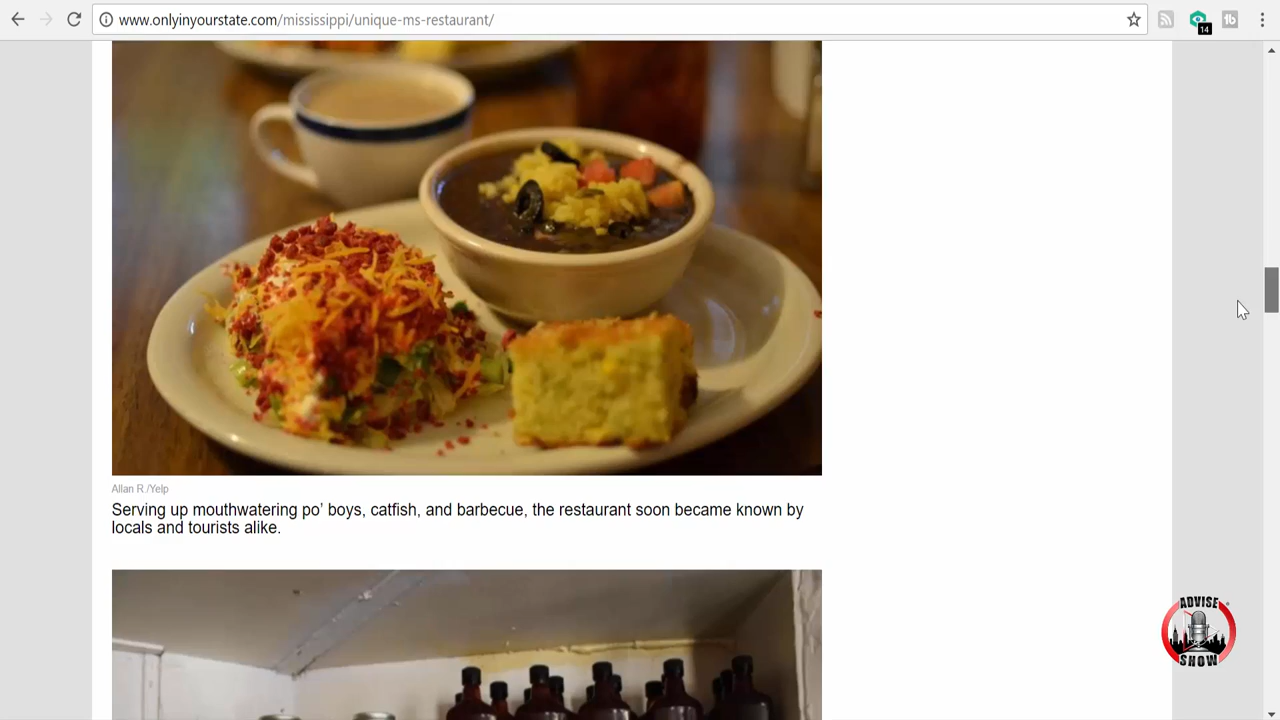 www.onlyinyourstate.com/mississippi/unique-ms-restaurant/
14
Allan R /Yelp
Serving up mouthwatering po' boys, catfish, and barbecue, the restaurant soon became known by
locals and tourists alike.
ADVISE
SHOW